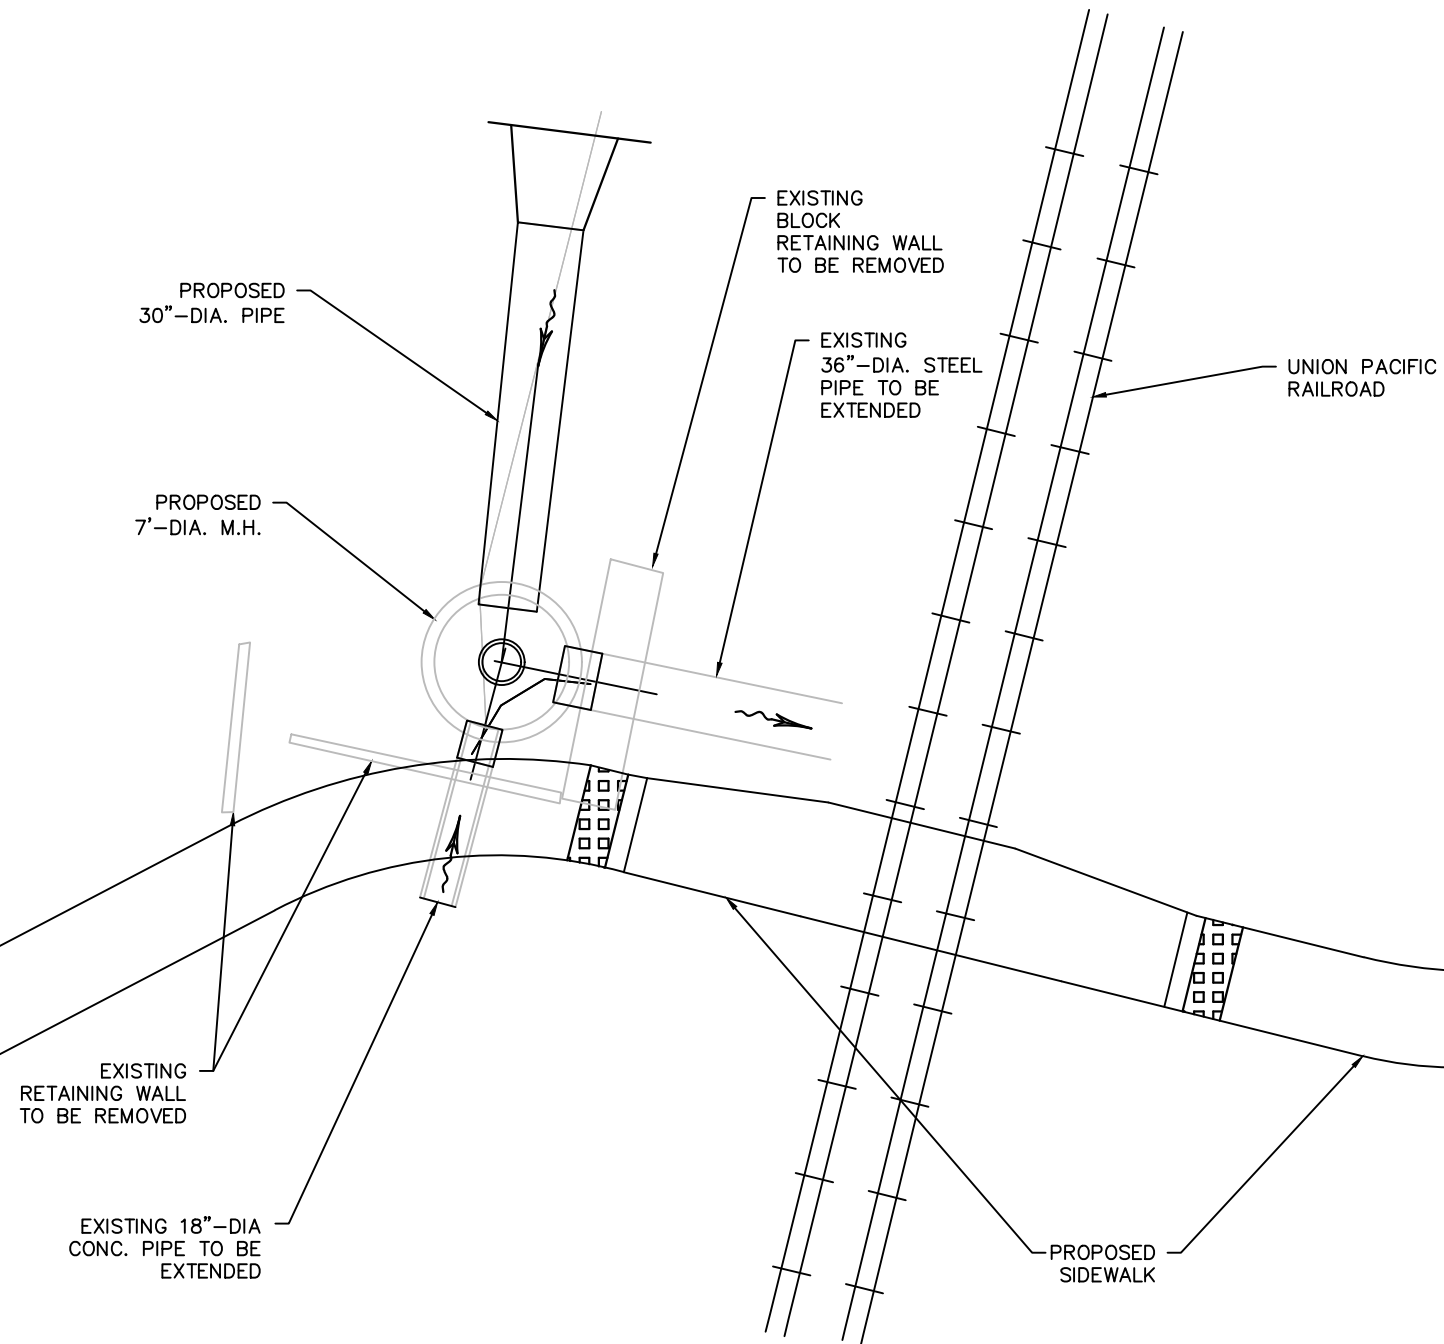 EXISTING
BLOCK
RETAINING WALL
TO BE REMOVED
PROPOSED
30”-DIA. PIPE
EXISTING
36”-DIA. STEEL
PIPE TO BE
EXTENDED
UNION PACIFIC
RAILROAD
PROPOSED
7'-DIA. M.H.
EXISTING
RETAINING WALL
TO BE REMOVED
EXISTING 18”-DIA
CONC. PIPE TO BE
EXTENDED
PROPOSED
SIDEWALK